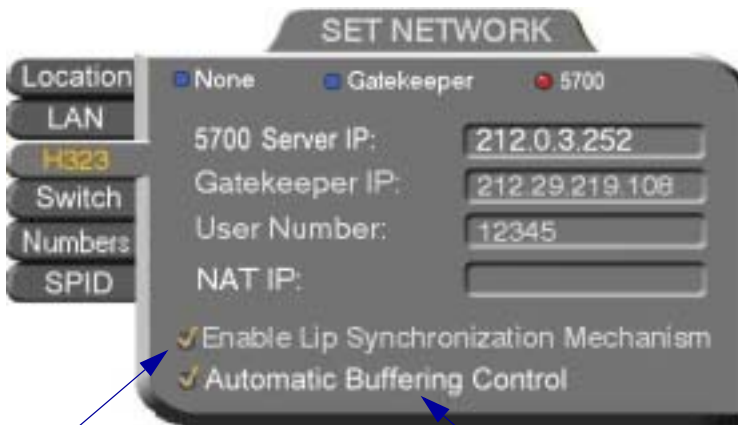 SET NETWORK
Location
LAN
H323
Switch
Numbers
SPID
None Gatekeeper 5700
5700 Server IP: 212.0.3.252
Gatekeeper IP: 212.29.219.108
User Number: 12345
NAT IP:
Enable Lip Synchronization Mechanism
Automatic Buffering Control